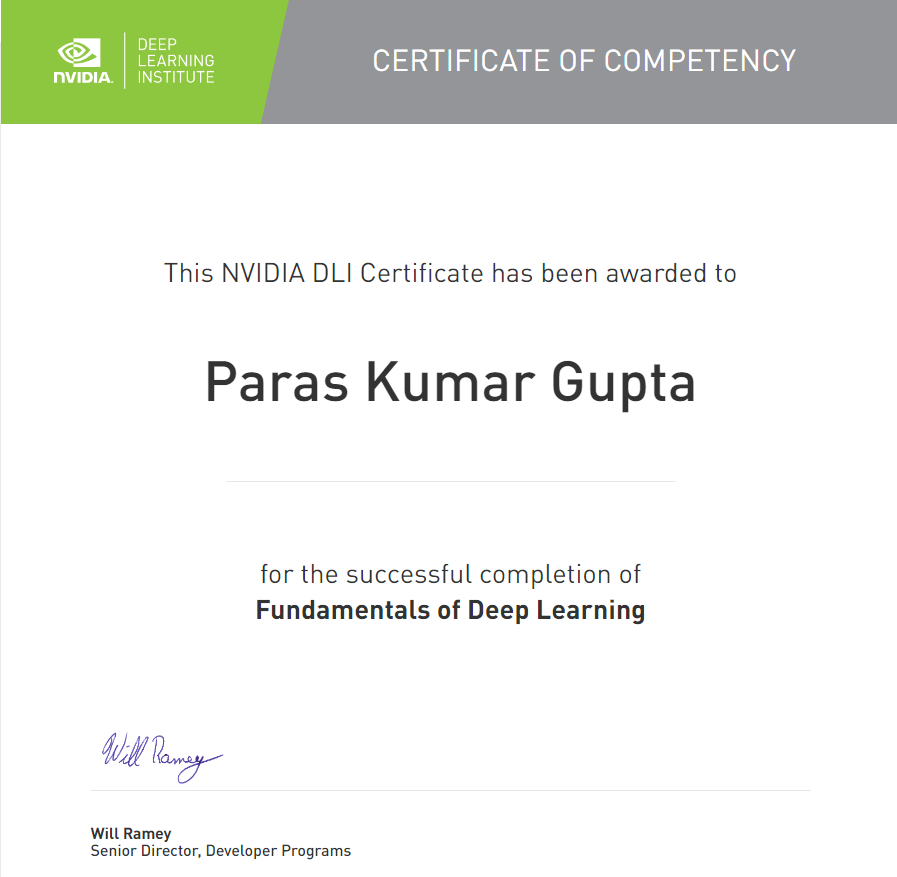 NVIDIA.
DEEP
LEARNING
INSTITUTE
CERTIFICATE OF COMPETENCY
This NVIDIA DLI Certificate has been awarded to
Paras Kumar Gupta
for the successful completion of
Fundamentals of Deep Learning
Will Ramey
Will Ramey
Senior Director, Developer Programs